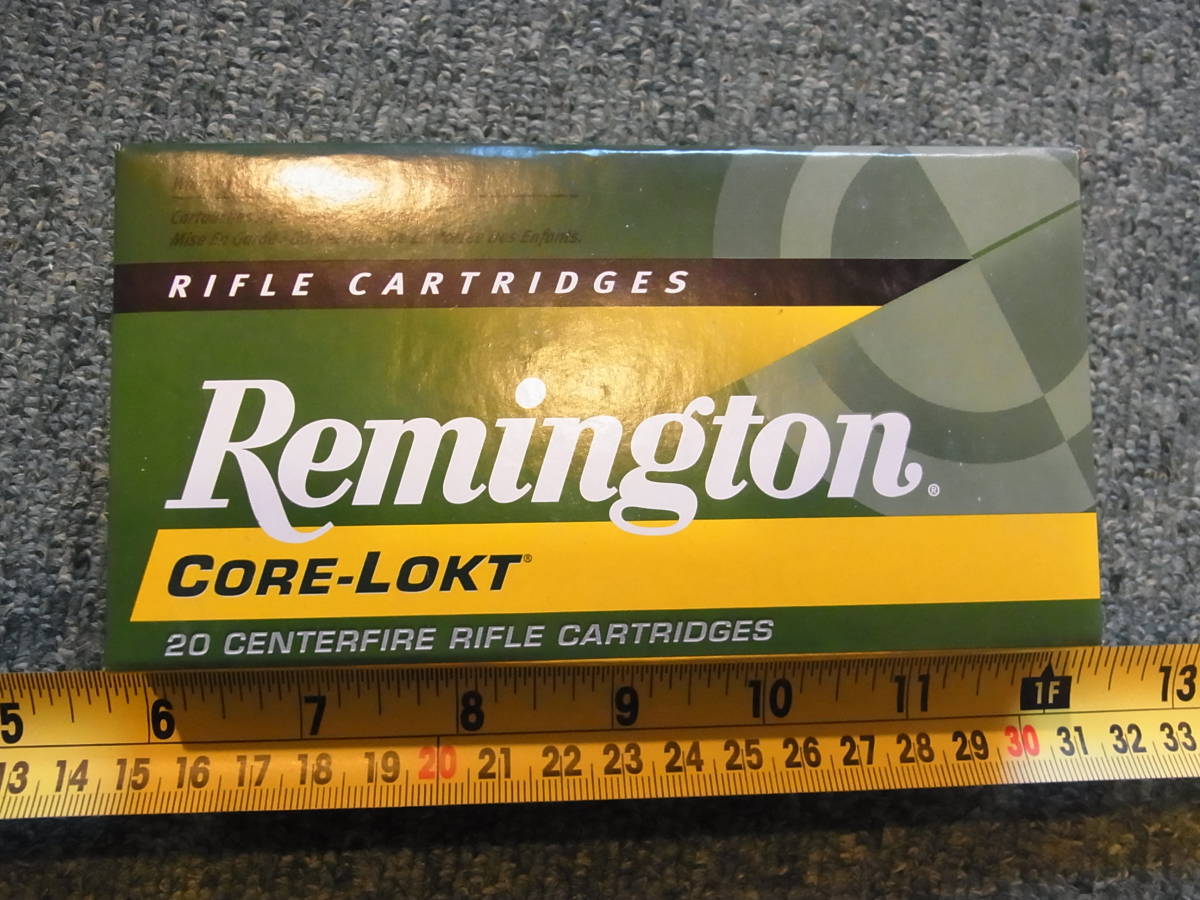 Mise En Garde
Des Enfants.
RIFLE CARTRIDGES
Remington®
CORE-LOKT®
20 CENTERFIRE RIFLE CARTRIDGES
5 6 7 8 9 10 11 1F 13
13 14 15 16 17 18 19 20 21 22 23 24 25 26 27 28 29 30 31 32 33